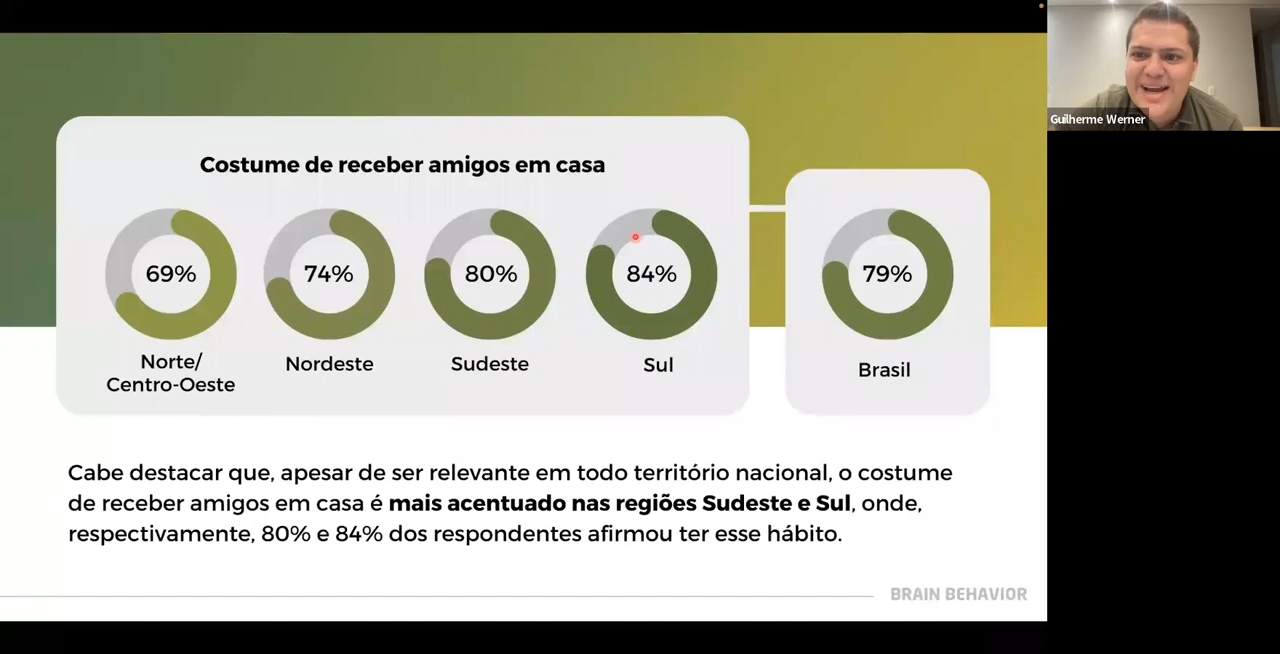 Guilherme Werner
Costume de receber amigos em casa
69%
74%
80%
84%
79%
Norte/
Centro-Oeste
Nordeste
Sudeste
Sul
Brasil
Cabe destacar que, apesar de ser relevante em todo território nacional, o costume
de receber amigos em casa é mais acentuado nas regiões Sudeste e Sul, onde,
respectivamente, 80% e 84% dos respondentes afirmou ter esse hábito.
BRAIN BEHAVIOR